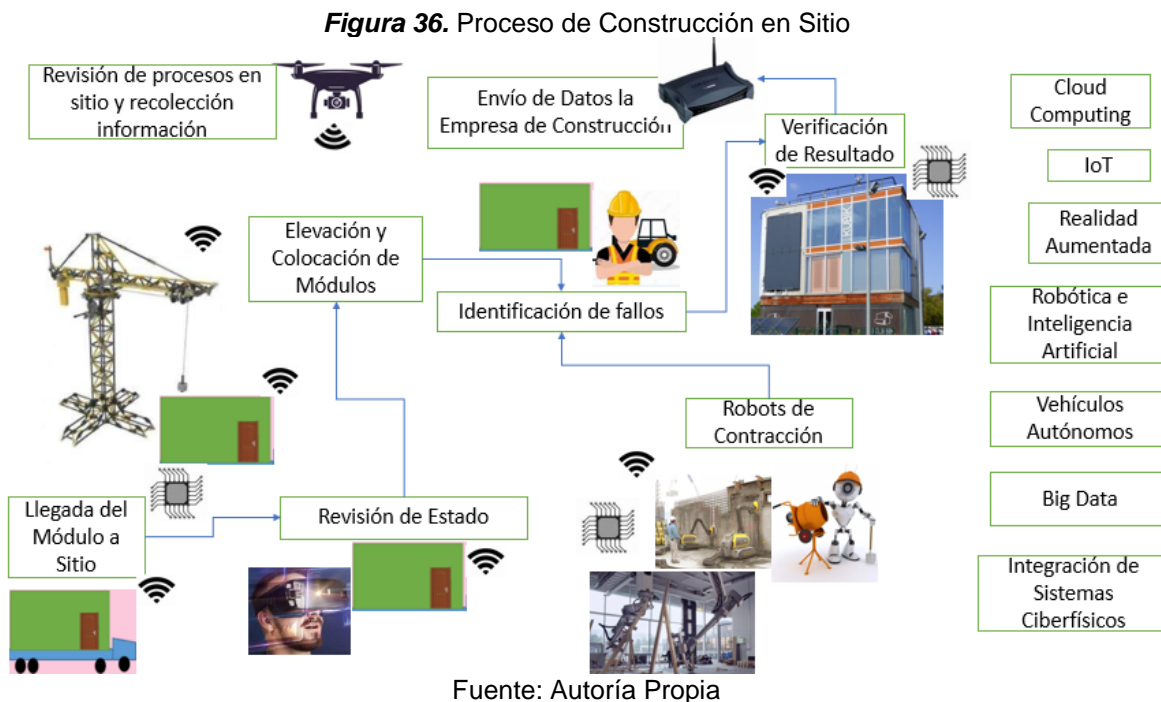 Figura 36. Proceso de Construcción en Sitio
Revisión de procesos en
sitio y recolección
información
Envío de Datos la
Empresa de Construcción
Verificación
de Resultado
Elevación y
Colocación de
Módulos
Identificación de fallos
Robots de
Contracción
Llegada del
Módulo a
Sitio
Revisión de Estado
KUBIK
Cloud
Computing
IoT
Realidad
Aumentada
Robótica e
Inteligencia
Artificial
Vehículos
Autónomos
Big Data
Integración de
Sistemas
Ciberfísicos
Fuente: Autoría Propia